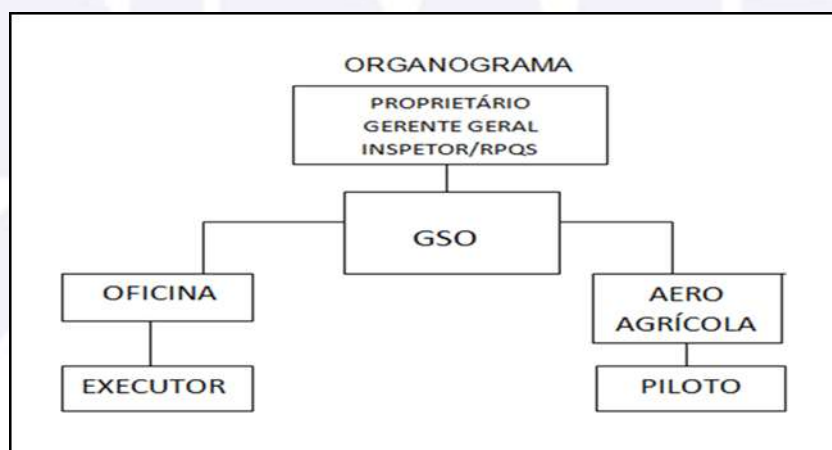 ORGANOGRAMA
PROPRIETÁRIO
GERENTE GERAL
INSPETOR/RPQS
GSO
OFICINA
AERO
AGRÍCOLA
EXECUTOR
PILOTO